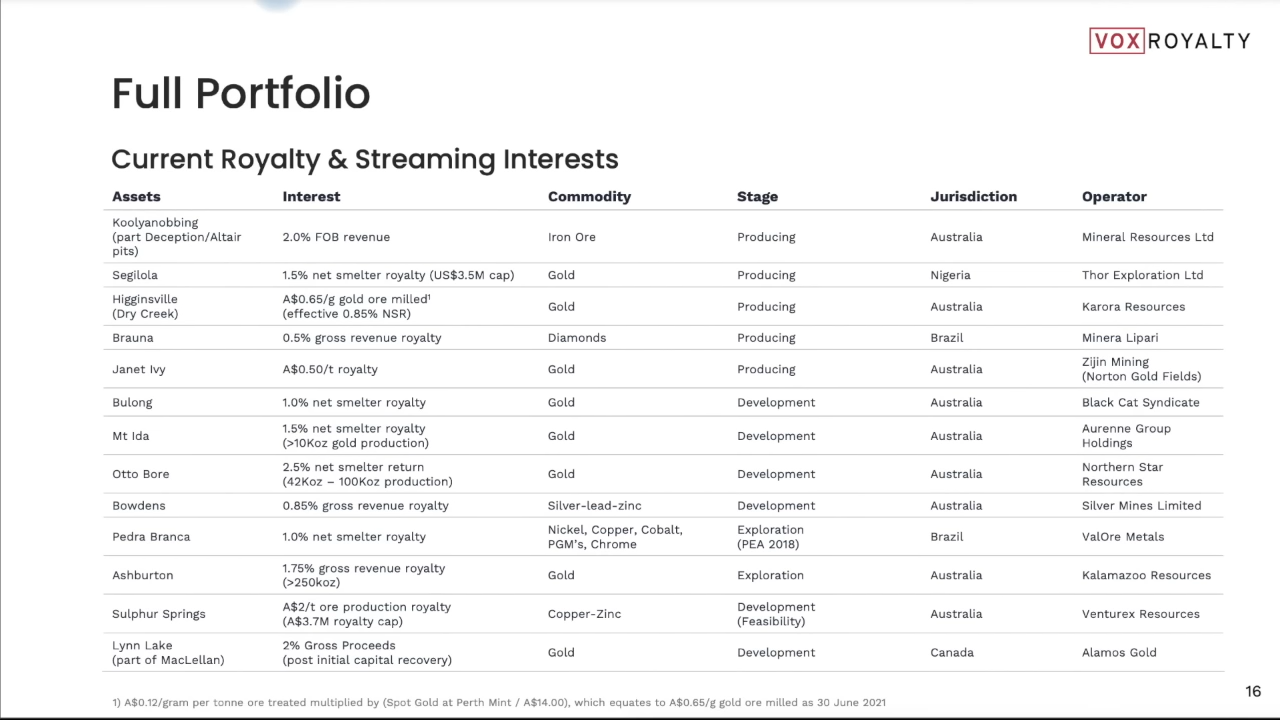 VOX ROYALTY
Full Portfolio
Current Royalty & Streaming Interests
Assets Interest Commodity Stage Jurisdiction Operator
Koolyanobbing
(part Deception/Altair
pits)
2.0% FOB revenue
Iron Ore
Producing
Australia
Mineral Resources Ltd
Segilola
1.5% net smelter royalty (US$3.5M cap)
Gold
Producing
Nigeria
Thor Exploration Ltd
Higginsville
(Dry Creek)
A$0.65/g gold ore milled¹
(effective 0.85% NSR)
Gold
Producing
Australia
Karora Resources
Brauna
0.5% gross revenue royalty
Diamonds
Producing
Brazil
Minera Lipari
Janet Ivy
A$0.50/t royalty
Gold
Producing
Australia
Zijin Mining
(Norton Gold Fields)
Bulong
1.0% net smelter royalty
Gold
Development
Australia
Black Cat Syndicate
Mt Ida
1.5% net smelter royalty
(>10Koz gold production)
Gold
Development
Australia
Aurenne Group
Holdings
Otto Bore
2.5% net smelter return
(42Koz – 100Koz production)
Gold
Development
Australia
Northern Star
Resources
Bowdens
0.85% gross revenue royalty
Silver-lead-zinc
Development
Australia
Silver Mines Limited
Pedra Branca
1.0% net smelter royalty
Nickel, Copper, Cobalt,
PGM's, Chrome
Exploration
(PEA 2018)
Brazil
ValOre Metals
Ashburton
1.75% gross revenue royalty
(>250koz)
Gold
Exploration
Australia
Kalamazoo Resources
Sulphur Springs
A$2/t ore production royalty
(A$3.7M royalty cap)
Copper-Zinc
Development
(Feasibility)
Australia
Venturex Resources
Lynn Lake
(part of MacLellan)
2% Gross Proceeds
(post initial capital recovery)
Gold
Development
Canada
Alamos Gold
1) A$0.12/gram per tonne ore treated multiplied by (Spot Gold at Perth Mint / A$14.00), which equates to A$0.65/g gold ore milled as 30 June 2021
16